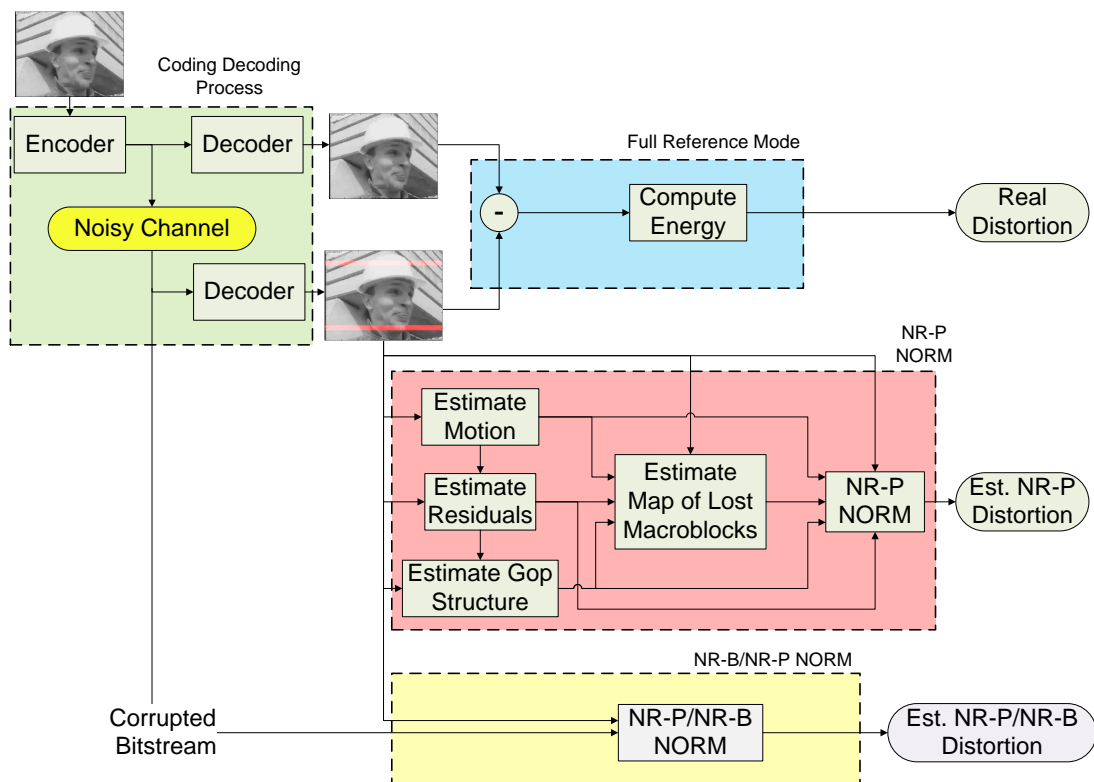 Coding Decoding
Process
Encoder
Decoder
Noisy Channel
Decoder
Full Reference Mode
-
Compute
Energy
Real
Distortion
NR-P
NORM
Estimate
Motion
Estimate
Residuals
Estimate Gop
Structure
Estimate
Map of Lost
Macroblocks
NR-P
NORM
Est. NR-P
Distortion
NR-B/NR-P NORM
Corrupted
Bitstream
NR-P/NR-B
NORM
Est. NR-P/NR-B
Distortion